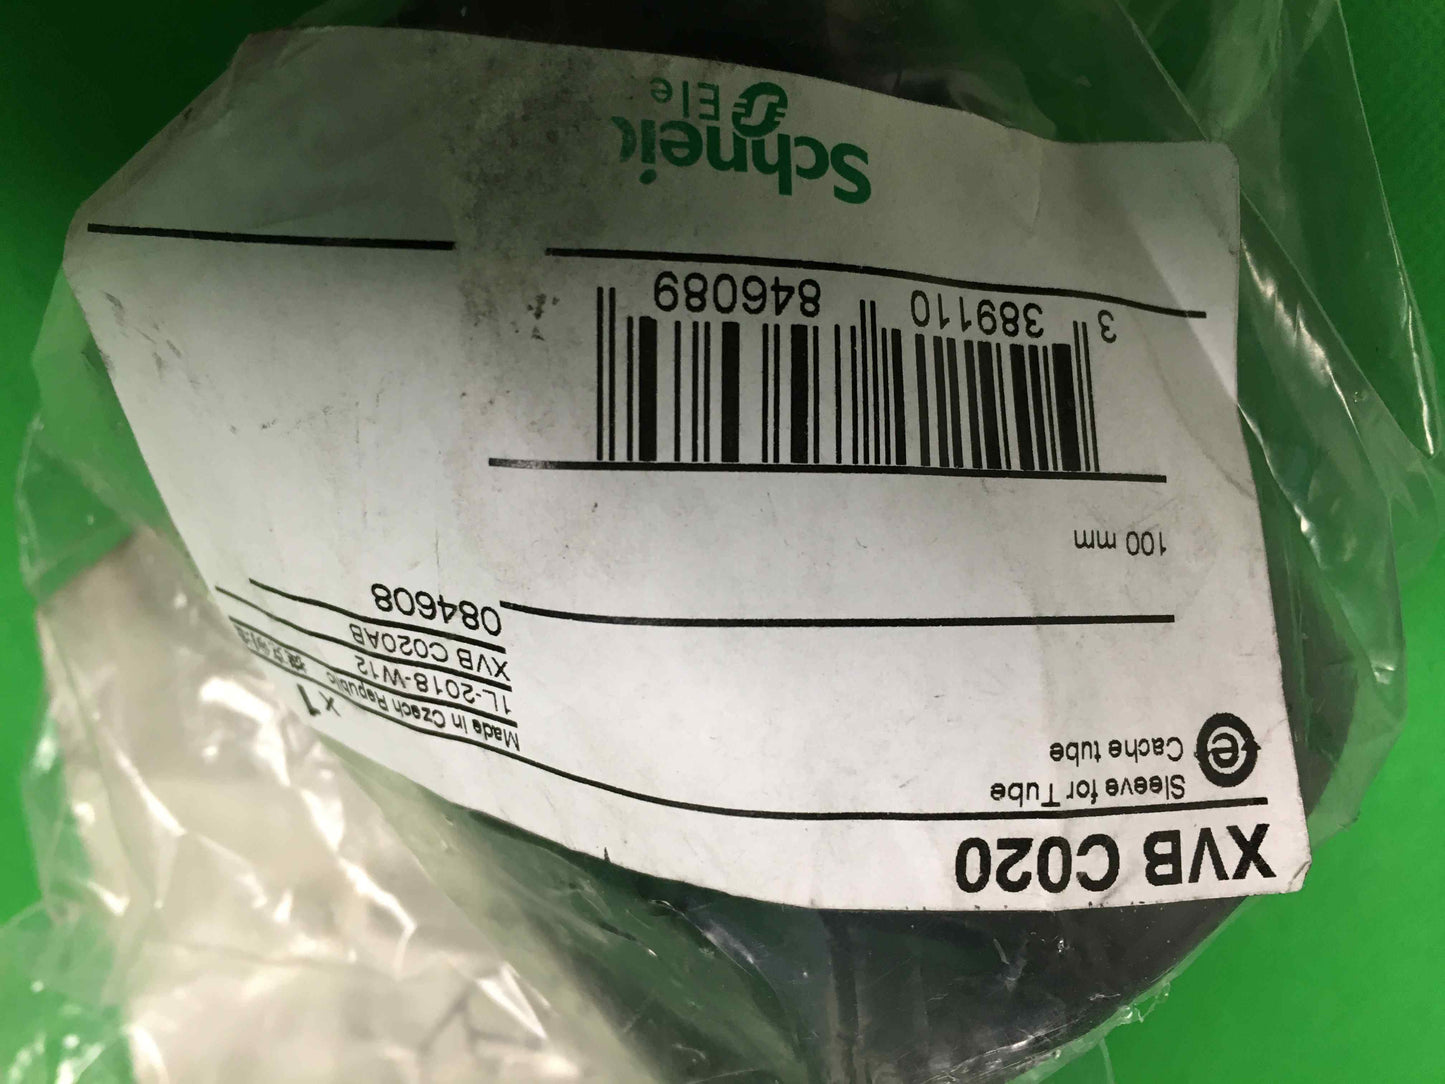 XVB C020
Sleeve for Tube
Cache tube
e
x1
Made in Czech Republic
1L-2018-W12
XVB C020AB
084608
100 mm
3 389110 846089
Schneid
Ele